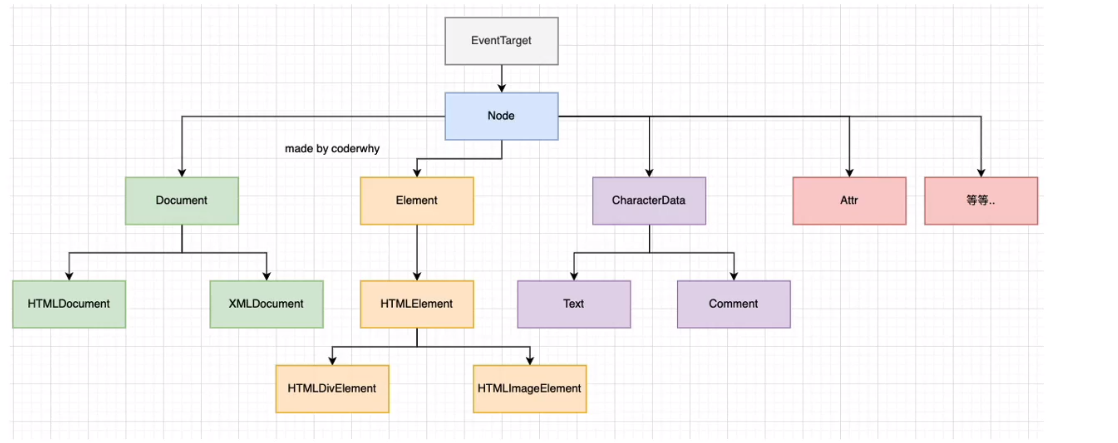 EventTarget
Node
made by coderwhy
Document
Element
CharacterData
Attr
等等..
HTMLDocument
XMLDocument
HTMLElement
Text
Comment
HTMLDivElement
HTMLImageElement